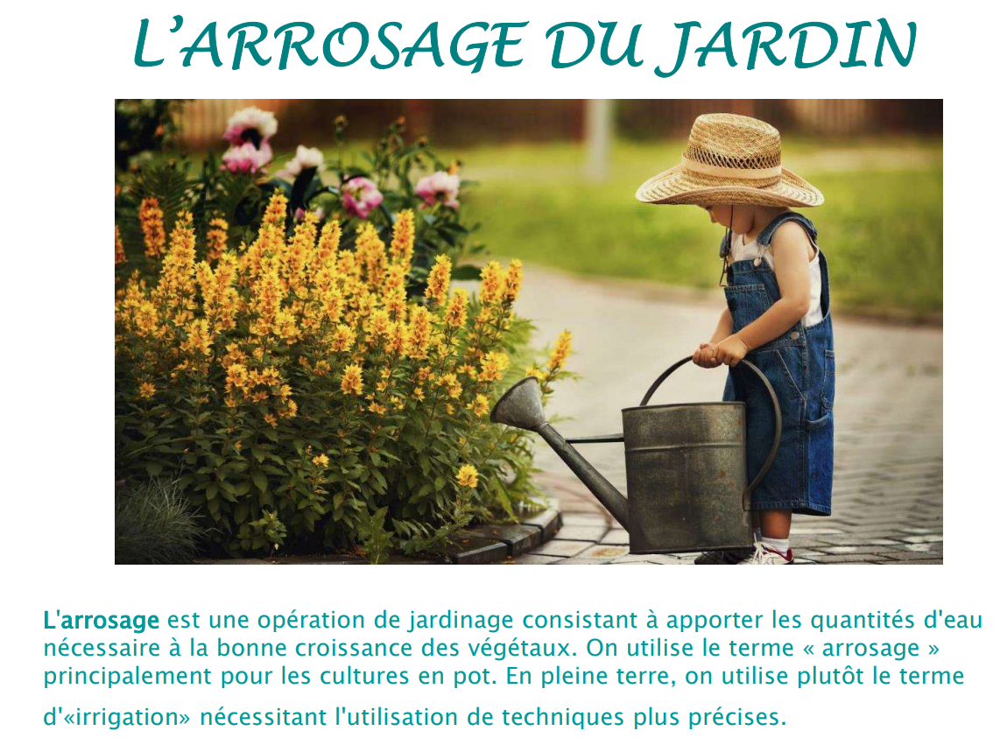 L'ARROSAGE DU JARDIN
L'arrosage est une opération de jardinage consistant à apporter les quantités d'eau
nécessaire à la bonne croissance des végétaux. On utilise le terme « arrosage »
principalement pour les cultures en pot. En pleine terre, on utilise plutôt le terme
d'«irrigation» nécessitant l'utilisation de techniques plus précises.